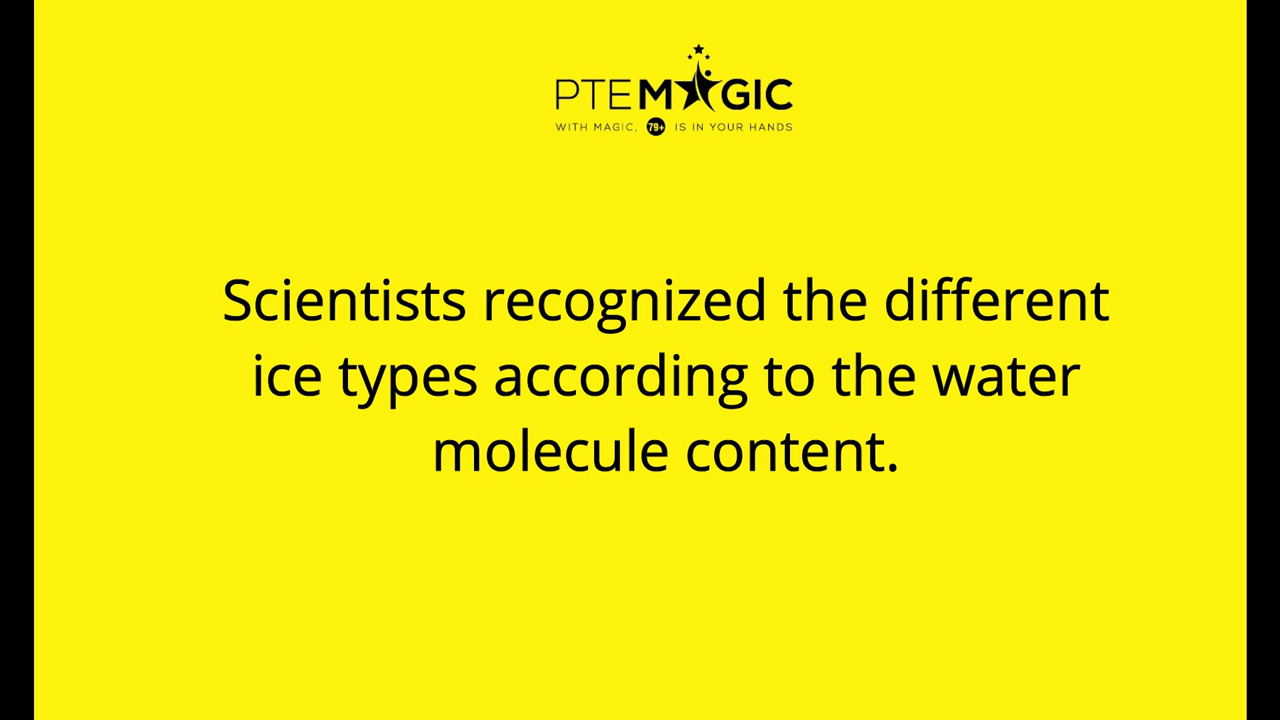 PTEMAGIC
WITH MAGIC, 79+ IS IN YOUR HANDS
Scientists recognized the different
ice types according to the water
molecule content.